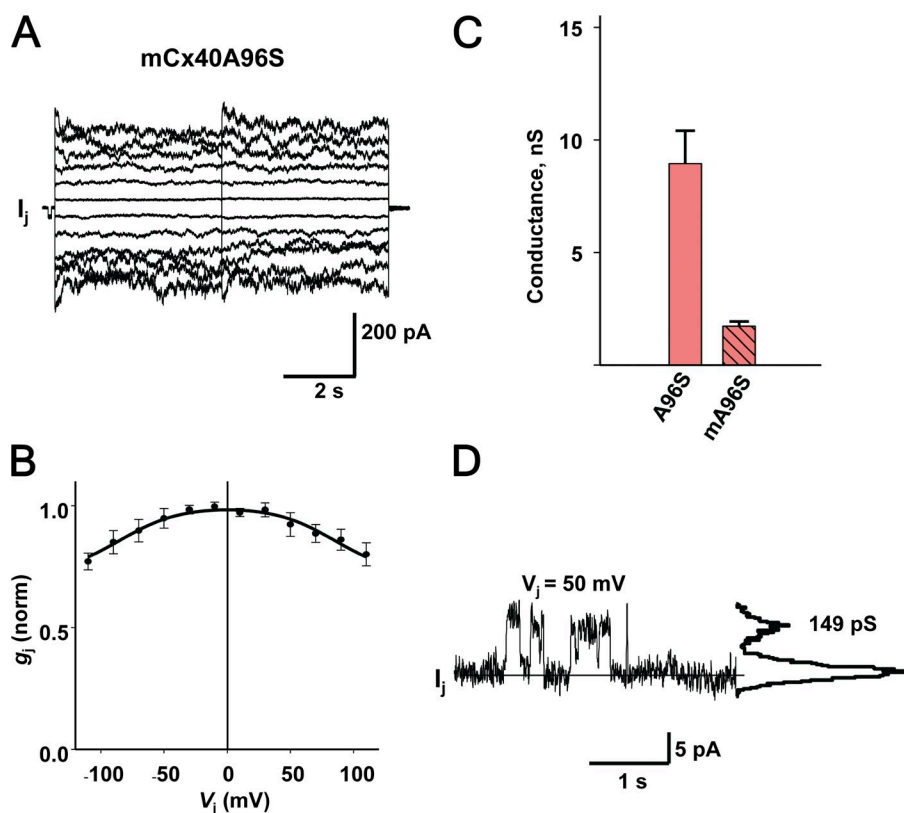 A
mCx40A96S
Ij
200 pA
2 s
C
Conductance, nS
15
10
5
A96S
mA96S
B
gj (norm)
1.0
0.5
0.0
-100
-50
0
50
100
Vj (mV)
D
Vj = 50 mV
149 pS
Ij
5 pA
1 s